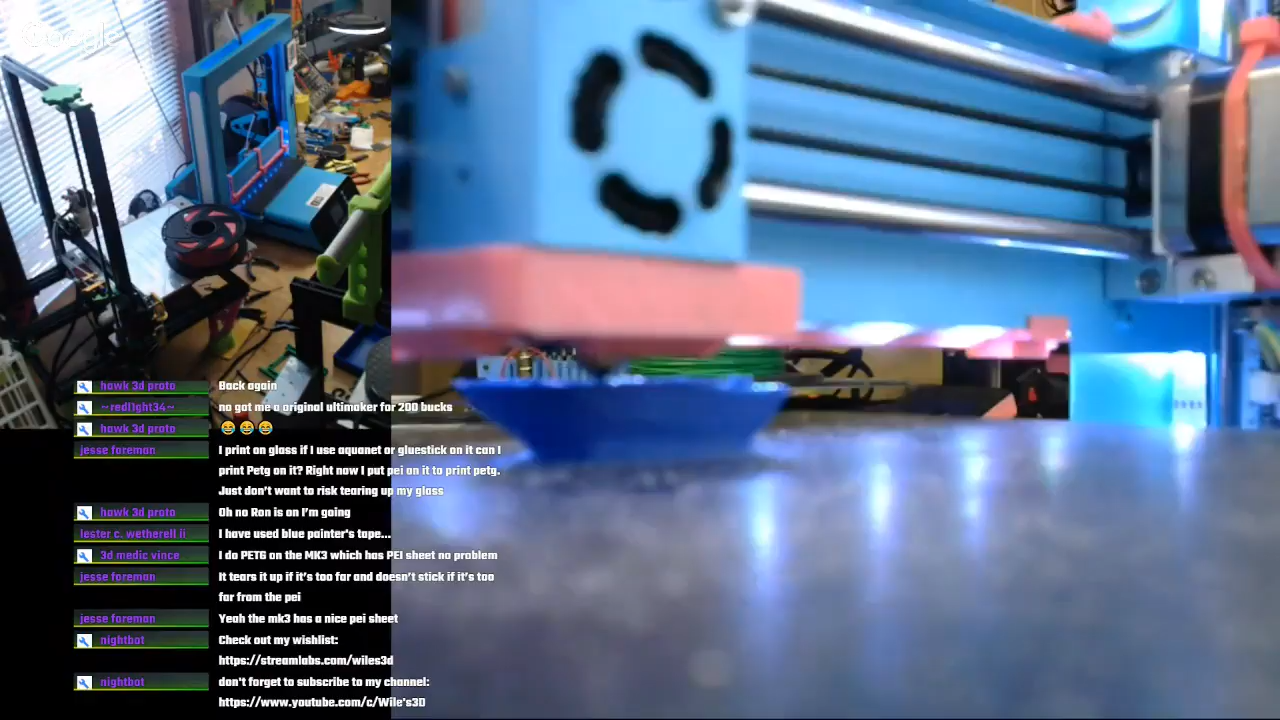 Google
hawk 3d proto Back again
~redl1ght34~ no got me a original ultimaker for 200 bucks
hawk 3d proto 😂 😂 😂
jesse foreman I print on glass if I use aquanet or gluestick on it can I
print Petg on it? Right now I put pei on it to print petg.
Just don't want to risk tearing up my glass
hawk 3d proto Oh no Ron is on I'm going
lester c. wetherell ii I have used blue painter's tape...
3d medic vince I do PETG on the MK3 which has PEI sheet no problem
jesse foreman It tears it up if it's too far and doesn't stick if it's too
far from the pei
jesse foreman Yeah the mk3 has a nice pei sheet
nightbot Check out my wishlist:
https://streamlabs.com/wiles3d
nightbot don't forget to subscribe to my channel:
https://www.youtube.com/c/Wile's3D